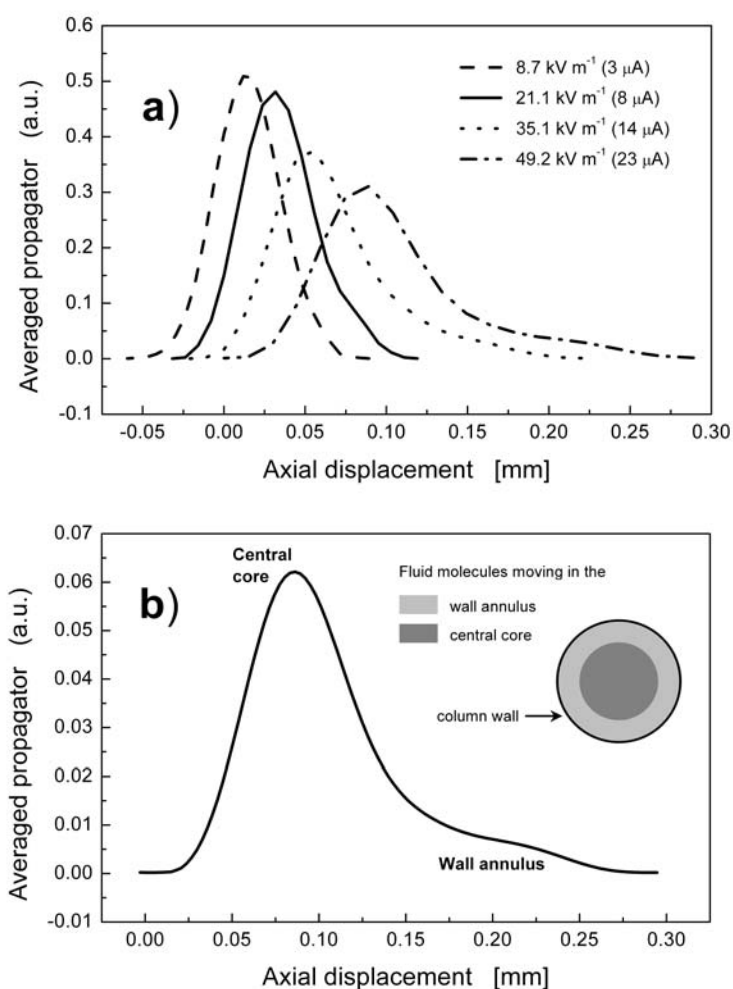 a)
8.7 kV m⁻¹ (3 μA)
21.1 kV m⁻¹ (8 μA)
35.1 kV m⁻¹ (14 μA)
49.2 kV m⁻¹ (23 μA)
Averaged propagator (a.u.)
0.6
0.5
0.4
0.3
0.2
0.1
0.0
-0.1
-0.05 0.00 0.05 0.10 0.15 0.20 0.25 0.30
Axial displacement [mm]
b)
Central
core
Fluid molecules moving in the
wall annulus
central core
column wall
Wall annulus
Averaged propagator (a.u.)
0.07
0.06
0.05
0.04
0.03
0.02
0.01
0.00
-0.01
0.00 0.05 0.10 0.15 0.20 0.25 0.30
Axial displacement [mm]